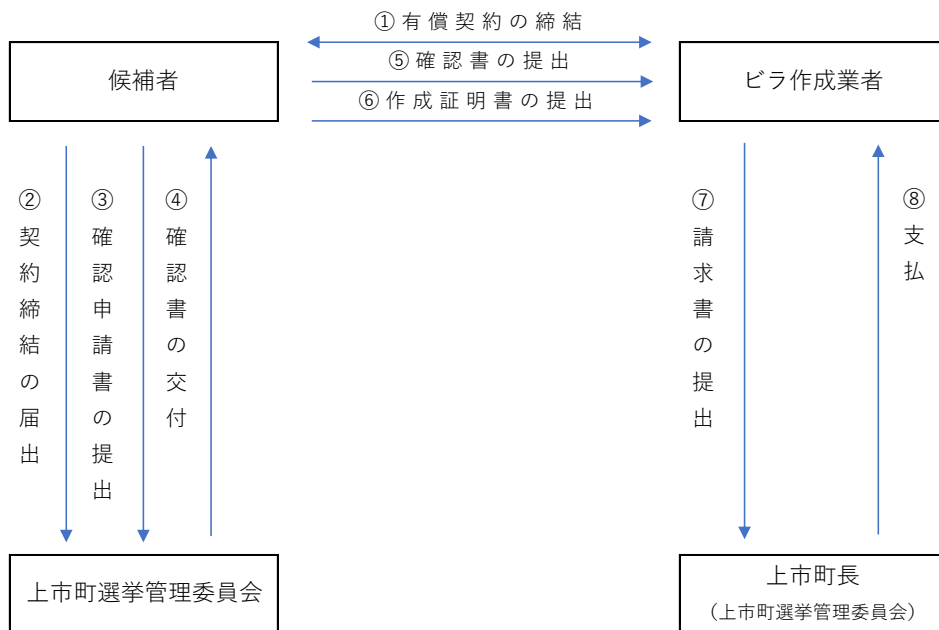 ①有償契約の締結
候補者
⑤確認書の提出
ビラ作成業者
⑥作成証明書の提出
②契約締結の届出
③確認申請書の提出
④確認書の交付
⑦請求書の提出
⑧支払
上市町選挙管理委員会
上市町長
（上市町選挙管理委員会）